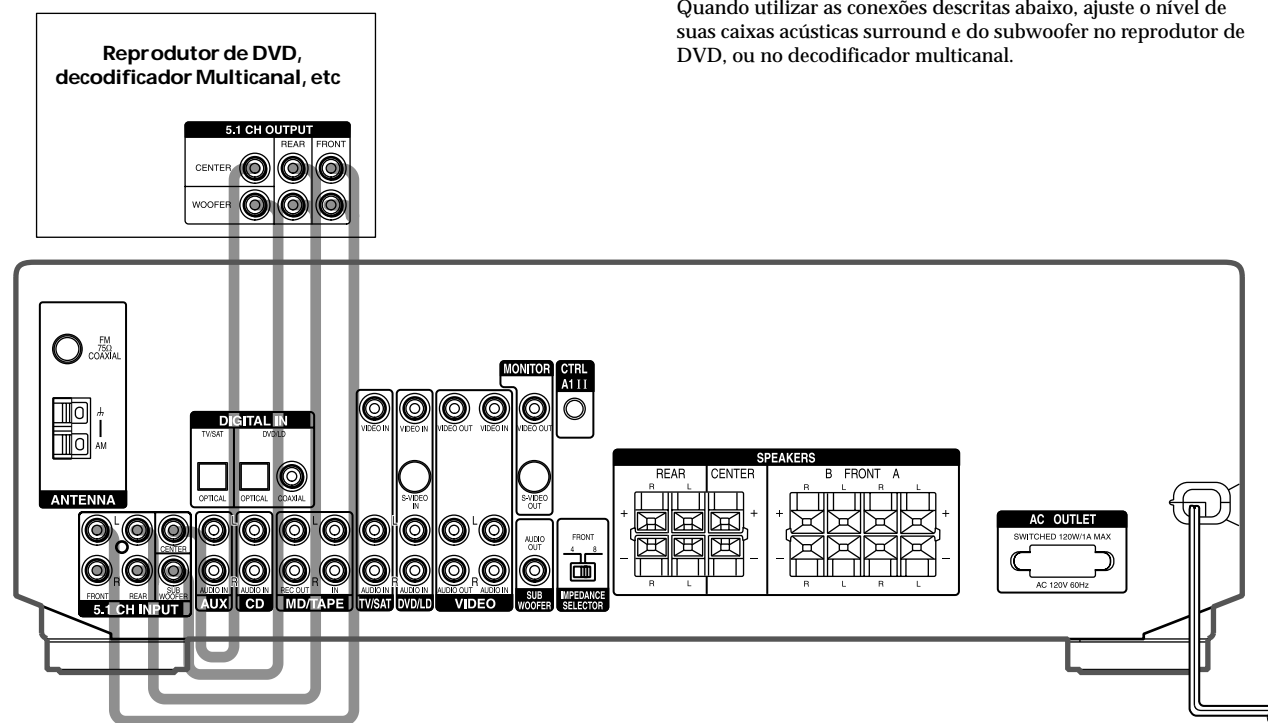 Quando utilizar as conexões descritas abaixo, ajuste o nível de
suas caixas acústicas surround e do subwoofer no reprodutor de
DVD, ou no decodificador multicanal.
Reprodutor de DVD,
decodificador Multicanal, etc
5.1 CH OUTPUT
REAR FRONT
CENTER
WOOFER
FM
75Ω
COAXIAL
AM
ANTENNA
DIGITAL IN
TV/SAT DVD/LD
OPTICAL OPTICAL COAXIAL
MONITOR
CTRL
A1 II
VIDEO IN VIDEO IN VIDEO OUT VIDEO IN VIDEO OUT
S-VIDEO
IN
S-VIDEO
OUT
L L L L
CENTER
R R R R
FRONT REAR SUB
WOOFER
5.1 CH INPUT
AUDIO IN
AUX
AUDIO IN
CD
REC OUT IN
MD/TAPE
AUDIO IN
TV/SAT
AUDIO IN
DVD/LD
AUDIO OUT AUDIO IN
VIDEO
AUDIO
OUT
SUB
WOOFER
FRONT
4 8
IMPEDANCE
SELECTOR
SPEAKERS
REAR CENTER B FRONT A
R L R L R L
+ + + +
– – – –
R L R L R L
AC OUTLET
SWITCHED 120W/1A MAX
AC 120V 60Hz